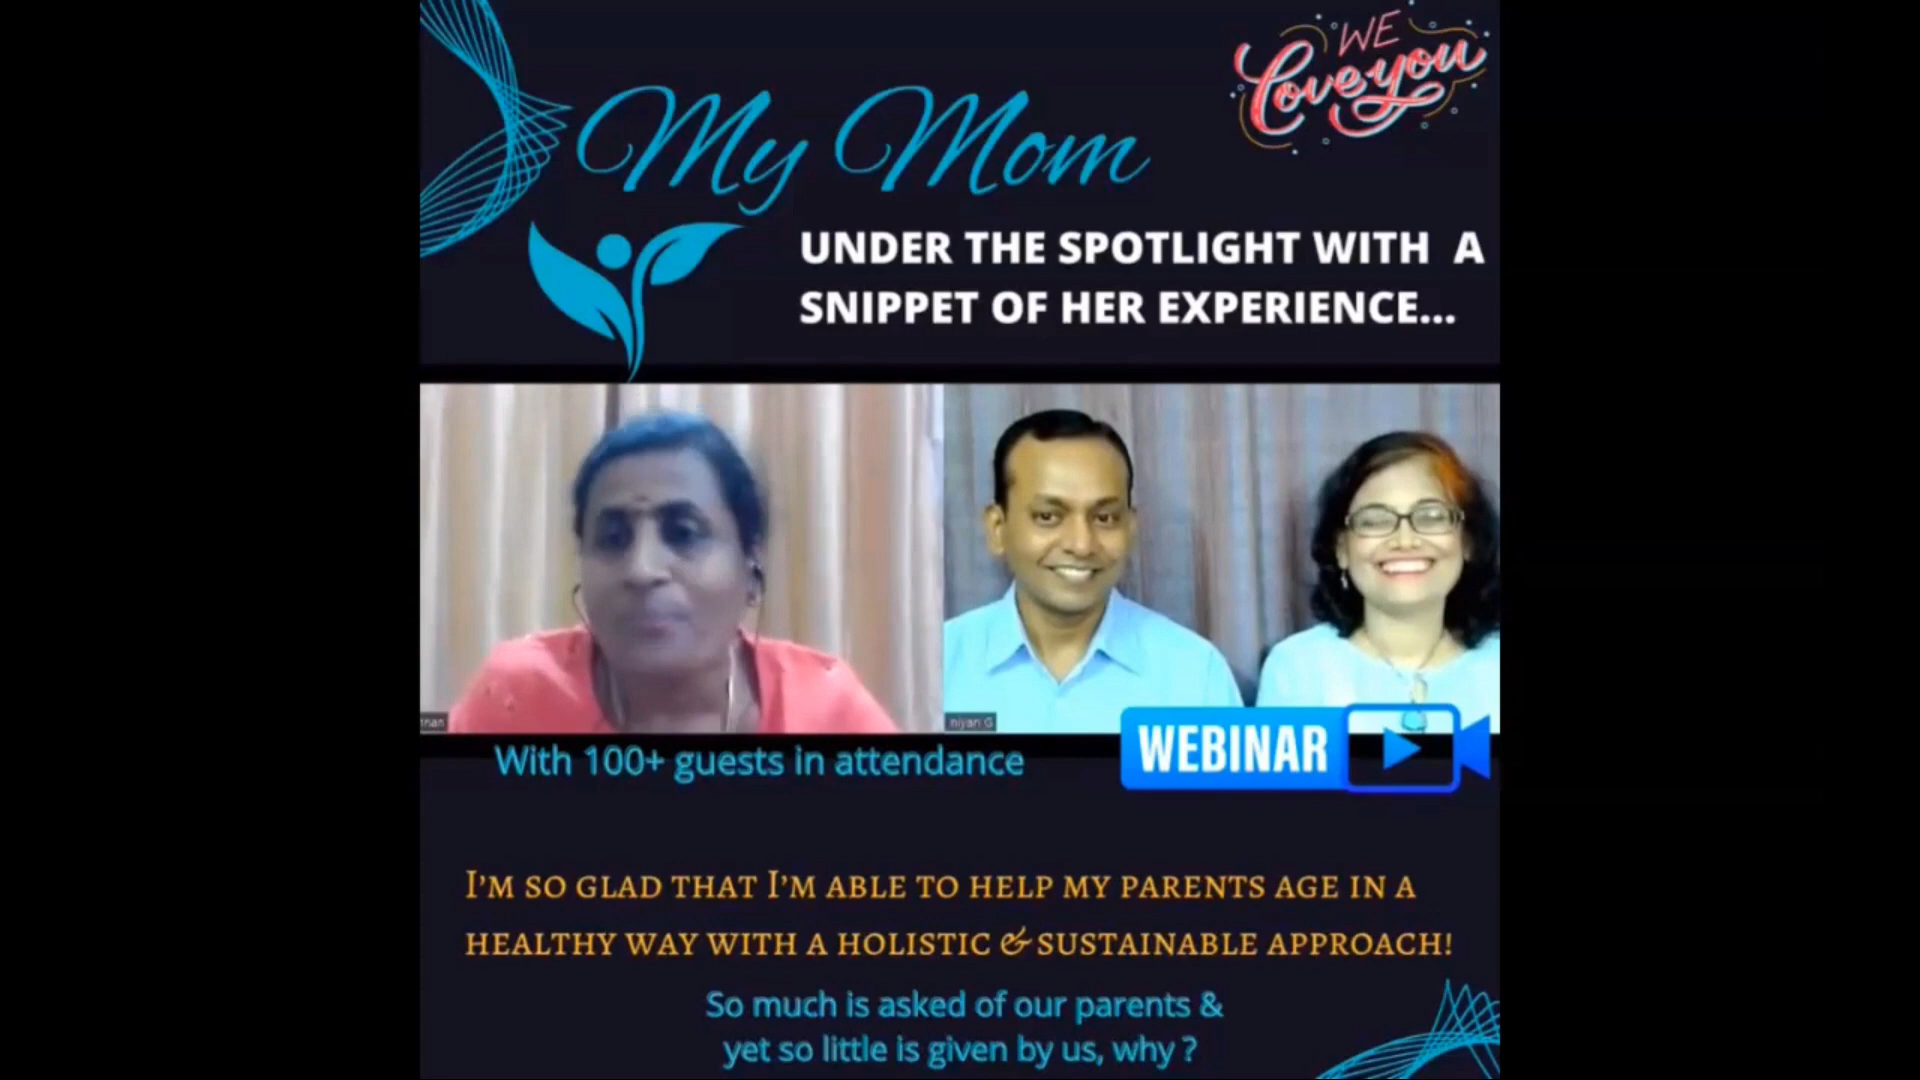 WE
Love you
My Mom
UNDER THE SPOTLIGHT WITH A
SNIPPET OF HER EXPERIENCE...
niyan G
With 100+ guests in attendance
WEBINAR
I'M SO GLAD THAT I'M ABLE TO HELP MY PARENTS AGE IN A
HEALTHY WAY WITH A HOLISTIC & SUSTAINABLE APPROACH!
So much is asked of our parents &
yet so little is given by us, why ?